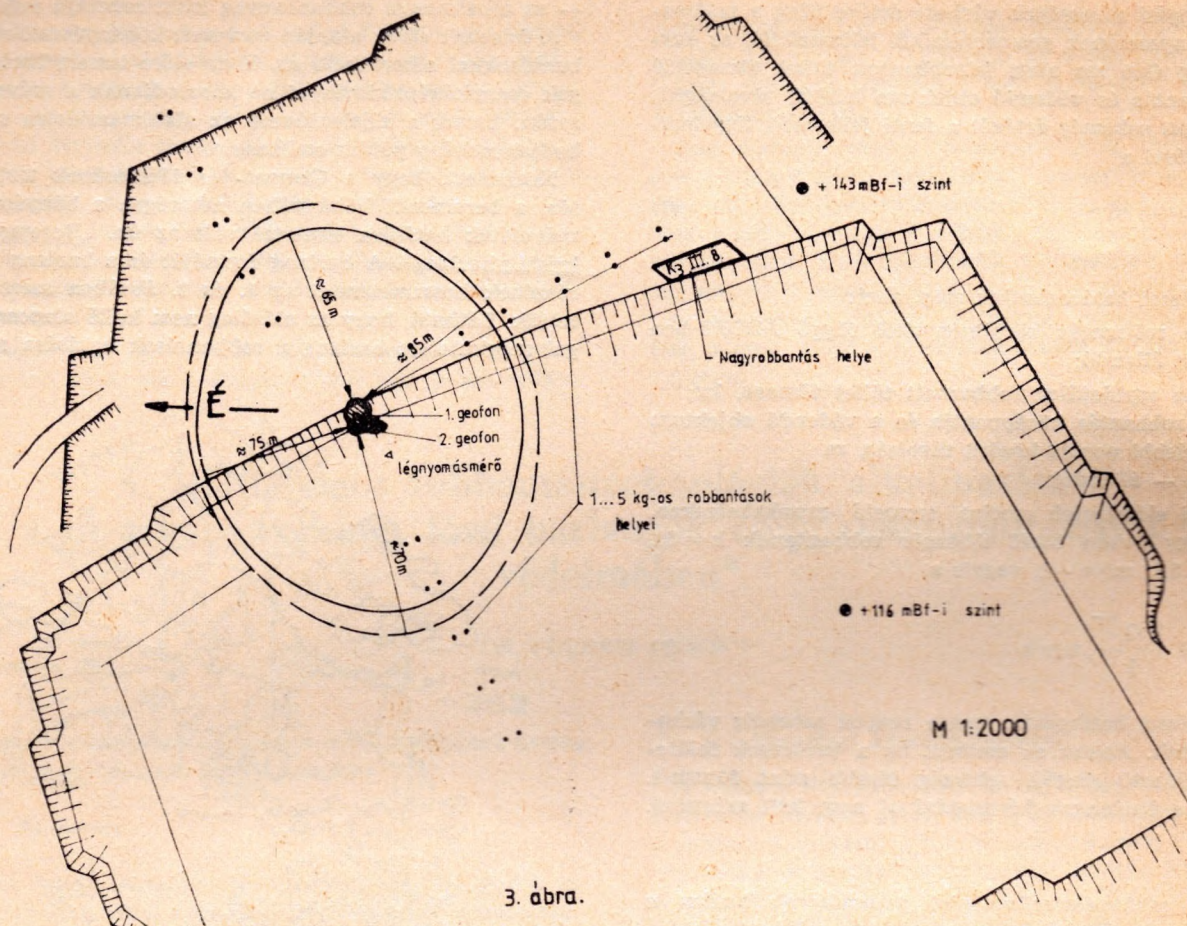 + 143 mBf-i szint
K3 III. 8.
≈ 65 m
≈ 85 m
Nagyrobbantás helye
É
1. geofon
2. geofon
≈ 75 m
légnyomásmérő
1...5 kg-os robbantások
helyei
≈70 m
+116 mBf-i szint
M 1:2000
3. ábra.